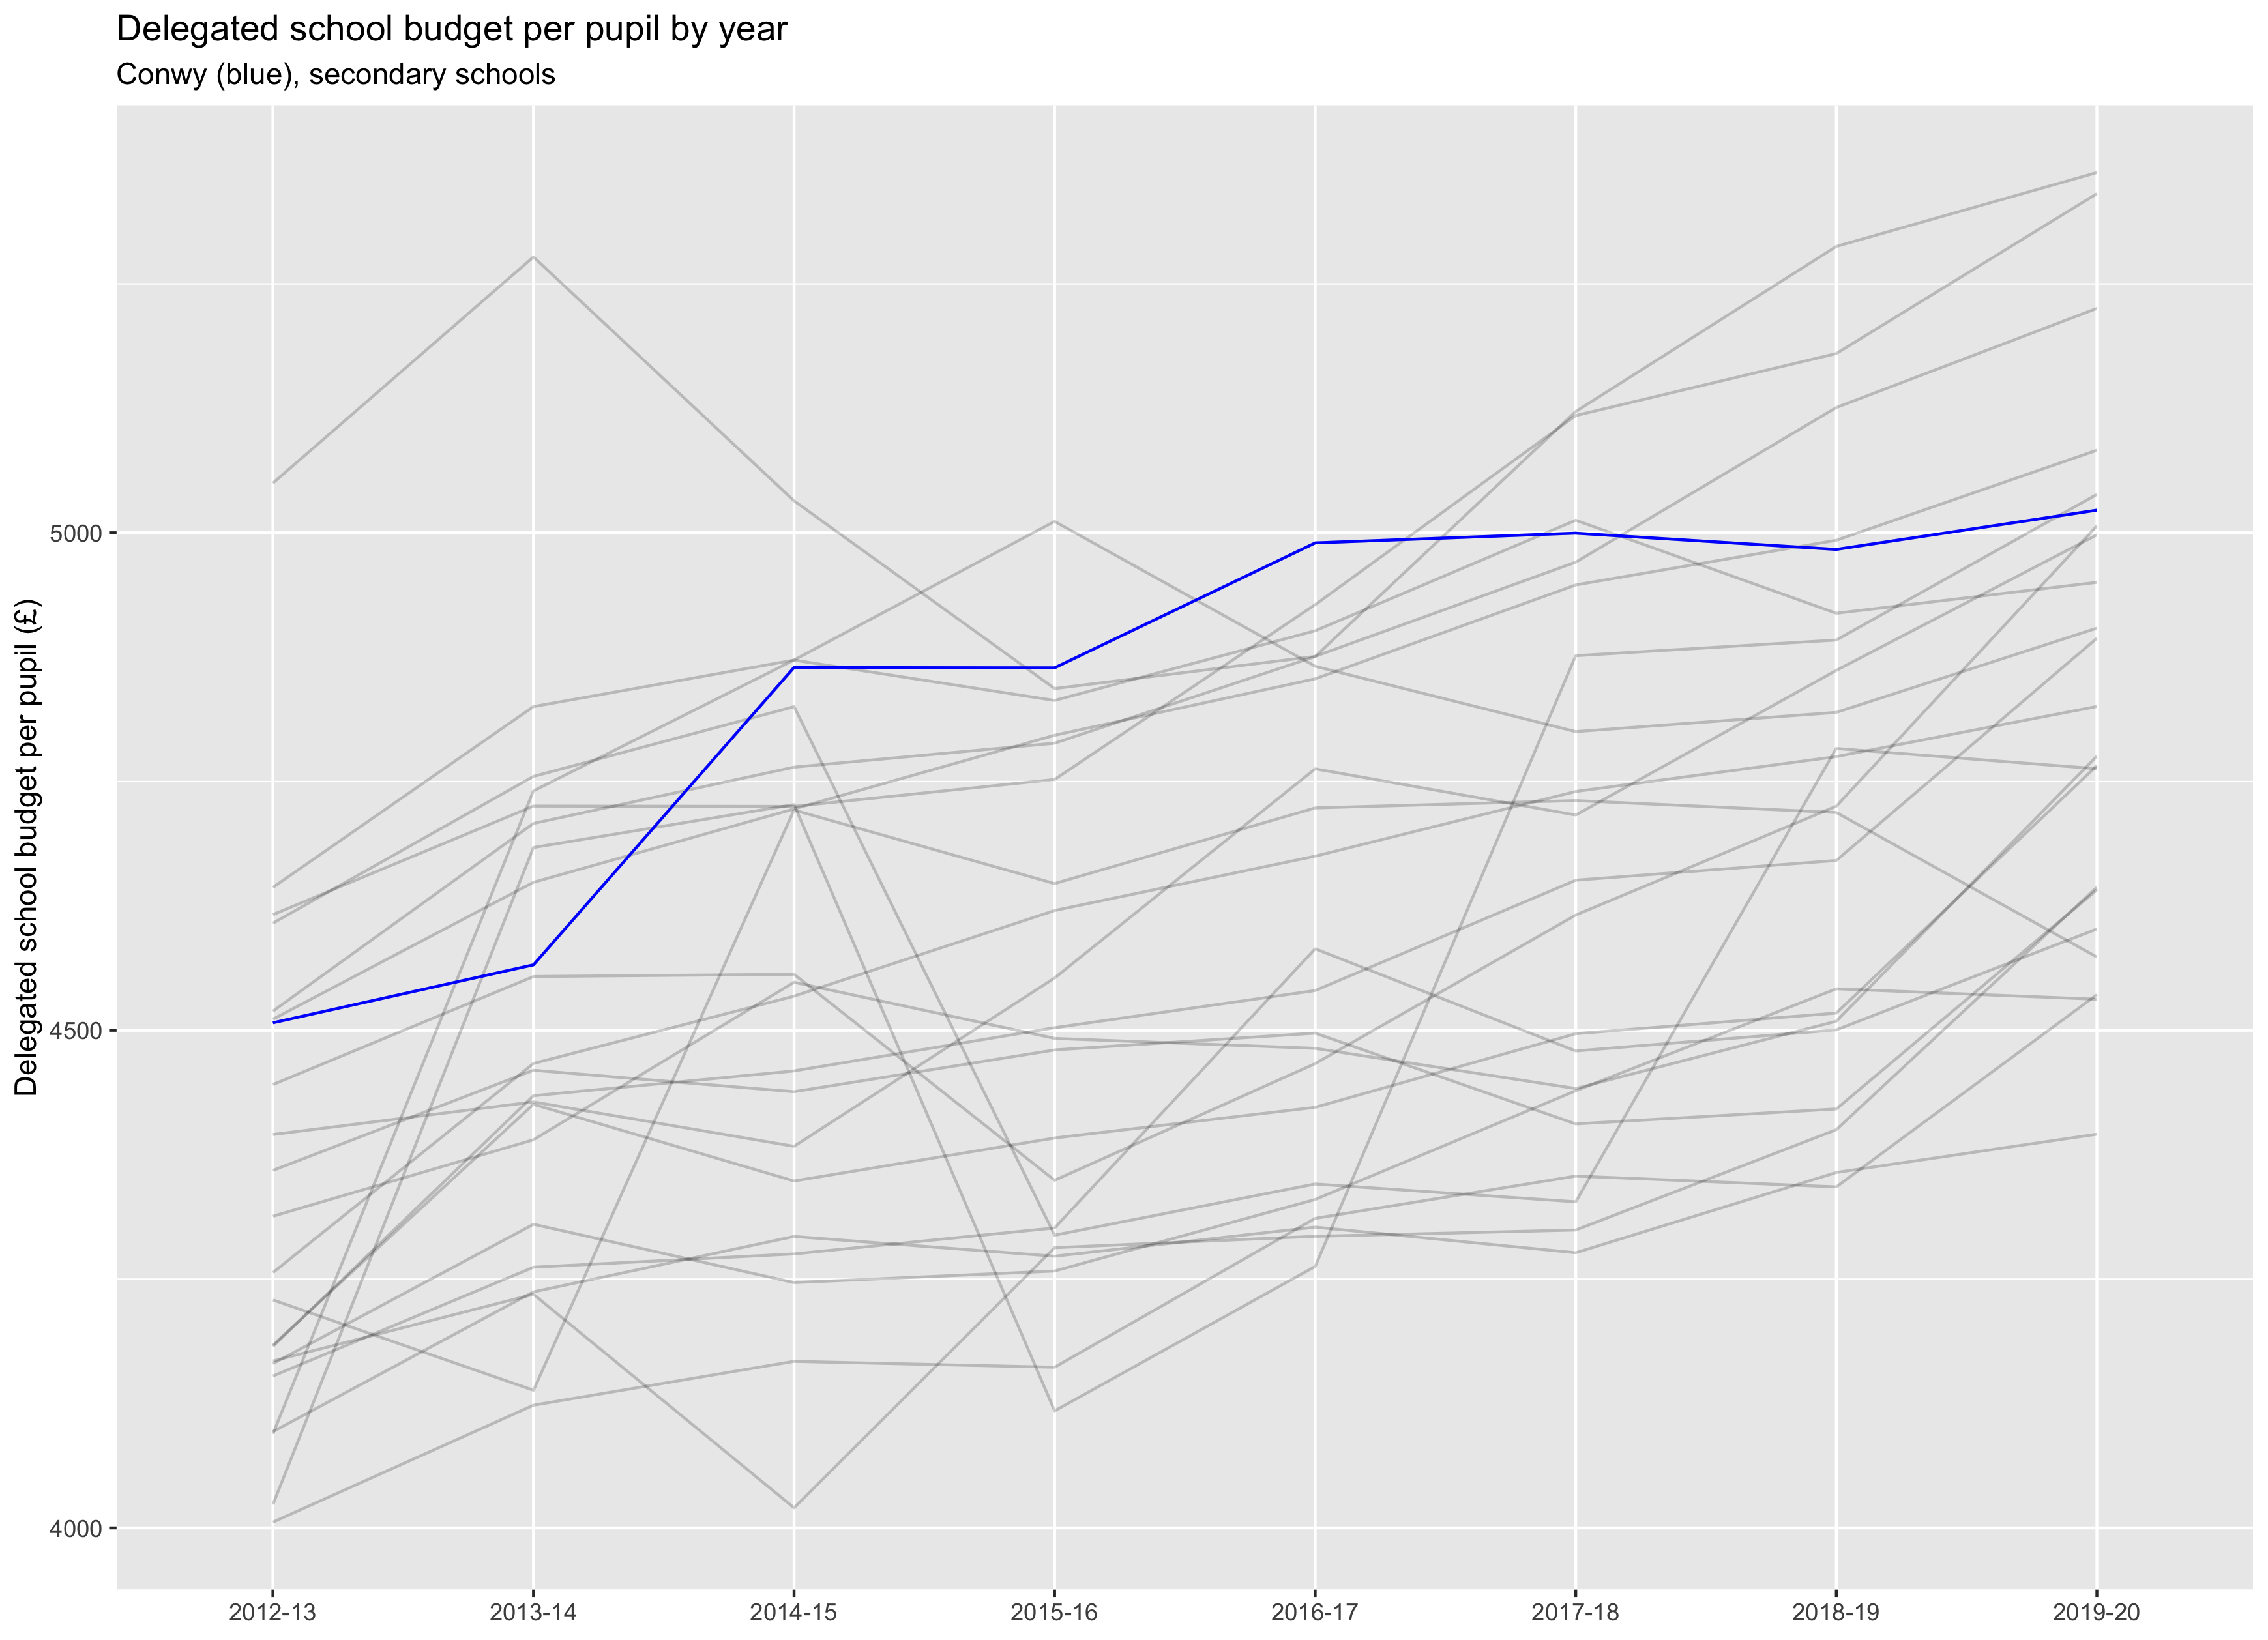 Delegated school budget per pupil by year
Conwy (blue), secondary schools
Delegated school budget per pupil (£)
5000
4500
4000
2012-13 2013-14 2014-15 2015-16 2016-17 2017-18 2018-19 2019-20